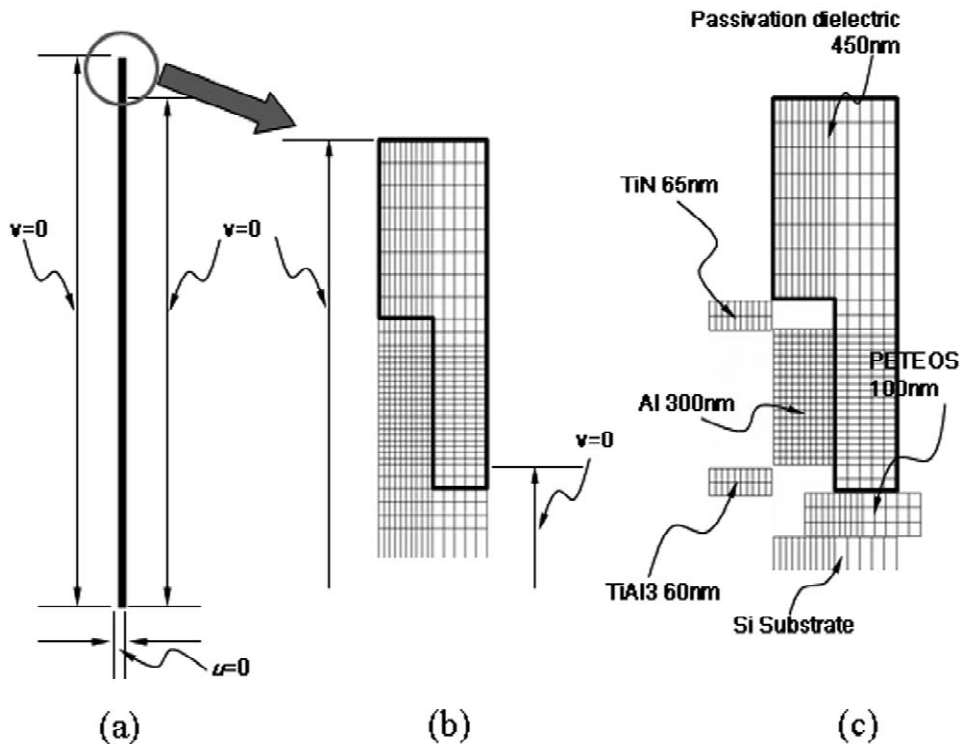 Passivation dielectric
450nm
TiN 65nm
v=0
v=0
PETEOS
100nm
Al 300nm
v=0
TiAl3 60nm
Si Substrate
u=0
(a)
(b)
(c)